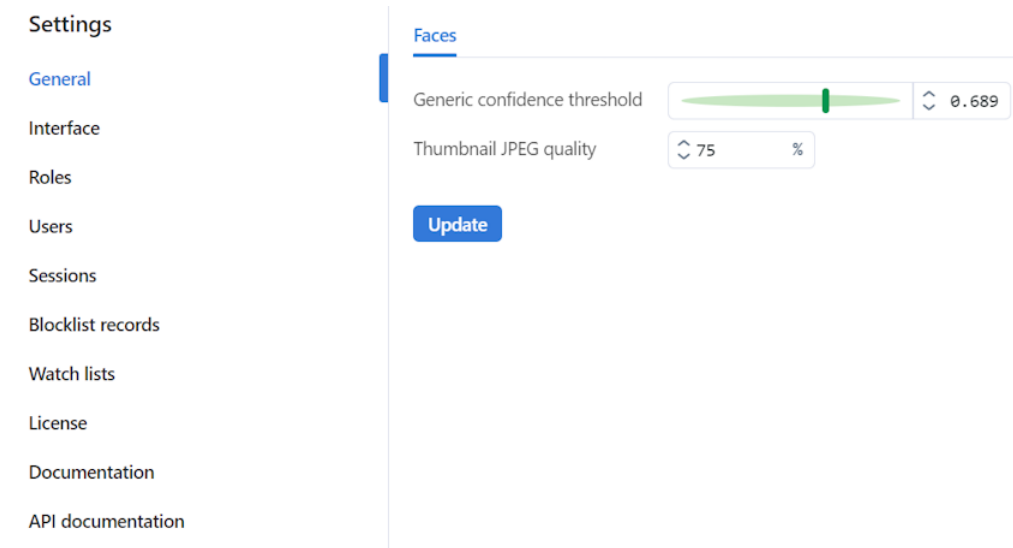 Settings
General
Interface
Roles
Users
Sessions
Blocklist records
Watch lists
License
Documentation
API documentation
Faces
Generic confidence threshold 0.689
Thumbnail JPEG quality 75 %
Update